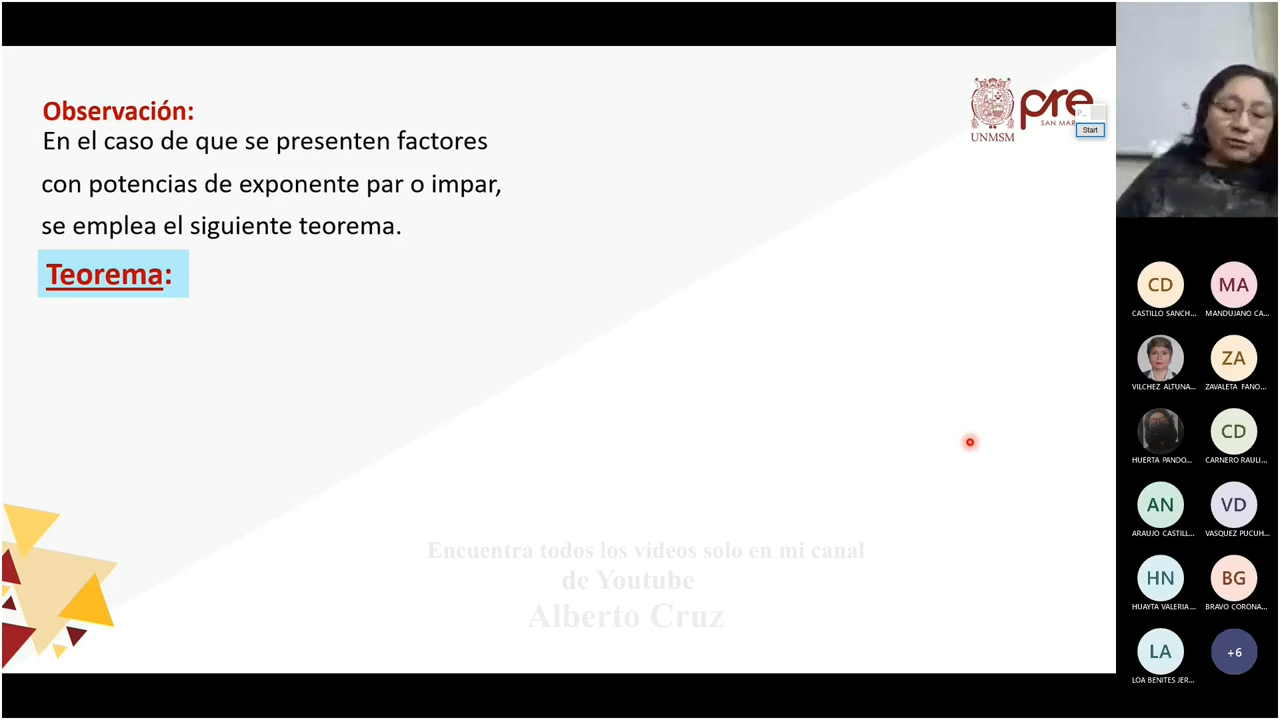 Observación:
En el caso de que se presenten factores
con potencias de exponente par o impar,
se emplea el siguiente teorema.
Teorema:
UNMSM
pre
SAN MAR
P...
Start
Encuentra todos los videos solo en mi canal
de Youtube
Alberto Cruz
CD
CASTILLO SANCH...
MA
MANDUJANO CA...
VILCHEZ ALTUNA...
ZA
ZAVALETA FANO...
HUERTA PANDO...
CD
CARNERO RAULI...
AN
ARAUJO CASTILL...
VD
VASQUEZ PUCUH...
HN
HUAYTA VALERIA...
BG
BRAVO CORONA...
LA
LOA BENITES JER...
+6